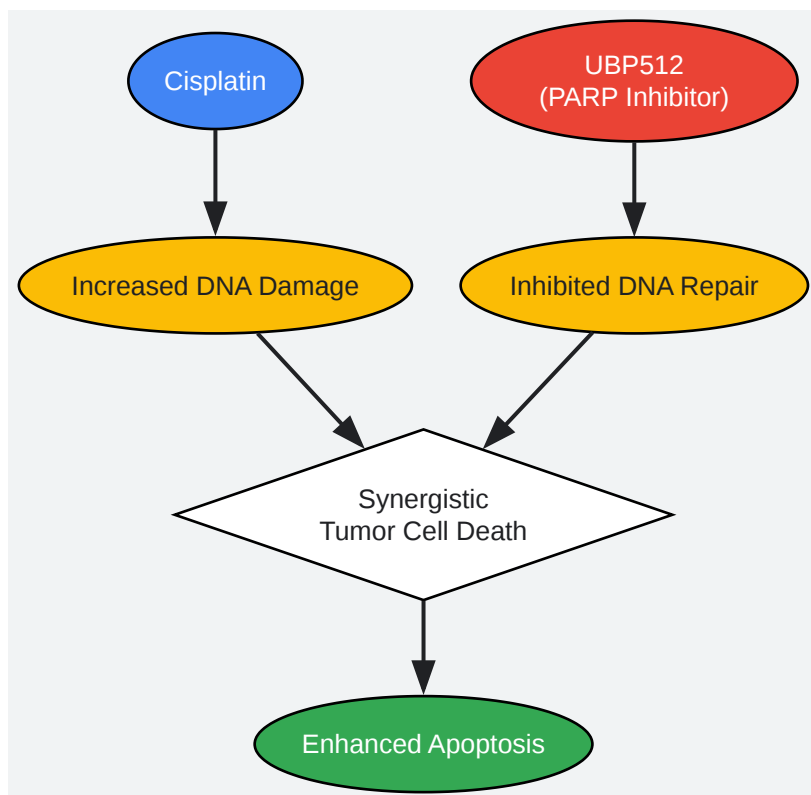 Cisplatin
UBP512
(PARP Inhibitor)
Increased DNA Damage
Inhibited DNA Repair
Synergistic
Tumor Cell Death
Enhanced Apoptosis